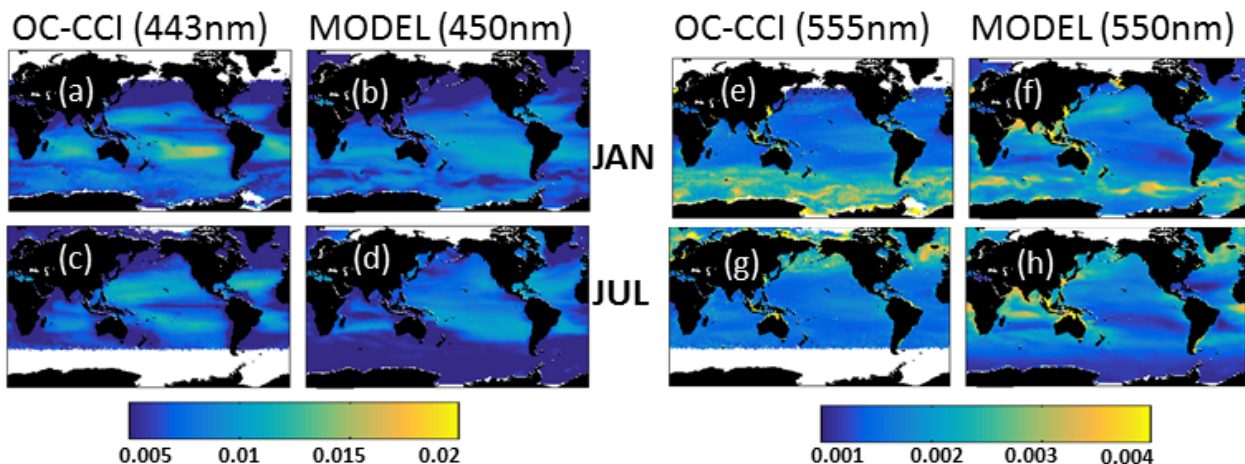 OC-CCI (443nm) MODEL (450nm) OC-CCI (555nm) MODEL (550nm)
(a) (b) (e) (f)
JAN
(c) (d) (g) (h)
JUL
0.005 0.01 0.015 0.02 0.001 0.002 0.003 0.004